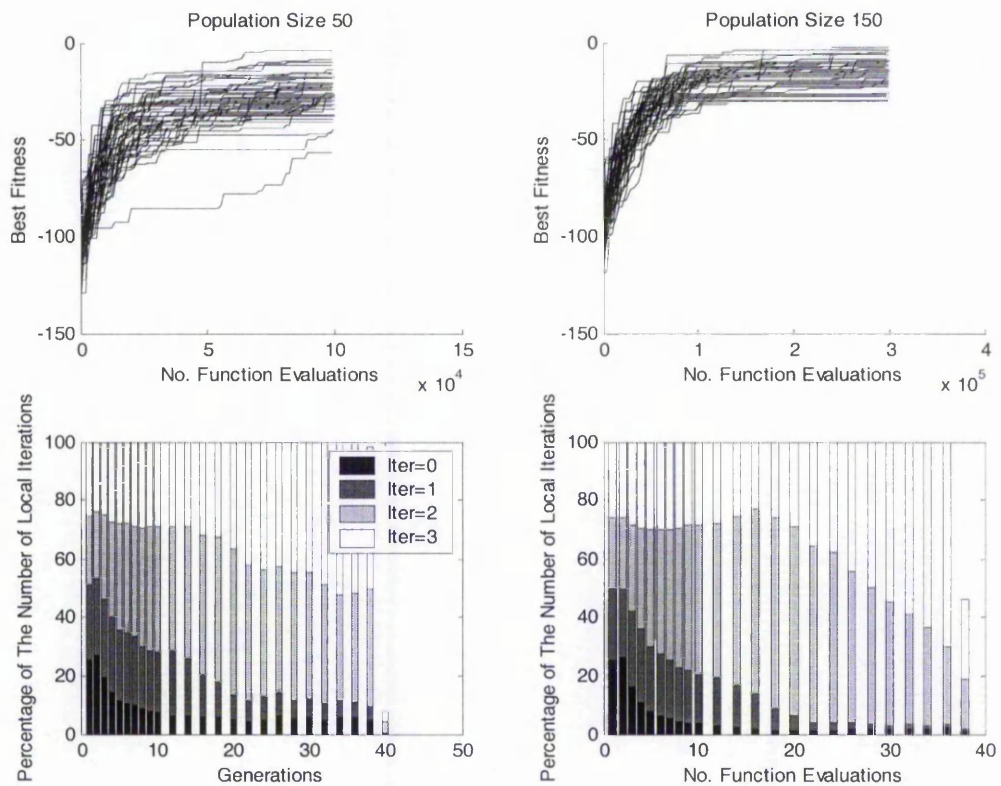 Population Size 50
0
-50
-100
-150
Best Fitness
0 5 10 15
No. Function Evaluations
x 10^4
Population Size 150
0
-50
-100
-150
Best Fitness
0 1 2 3 4
No. Function Evaluations
x 10^5
100
80
60
40
20
0
Percentage of The Number of Local Iterations
Iter=0
Iter=1
Iter=2
Iter=3
0 10 20 30 40 50
Generations
100
80
60
40
20
0
Percentage of The Number of Local Iterations
0 10 20 30 40
No. Function Evaluations